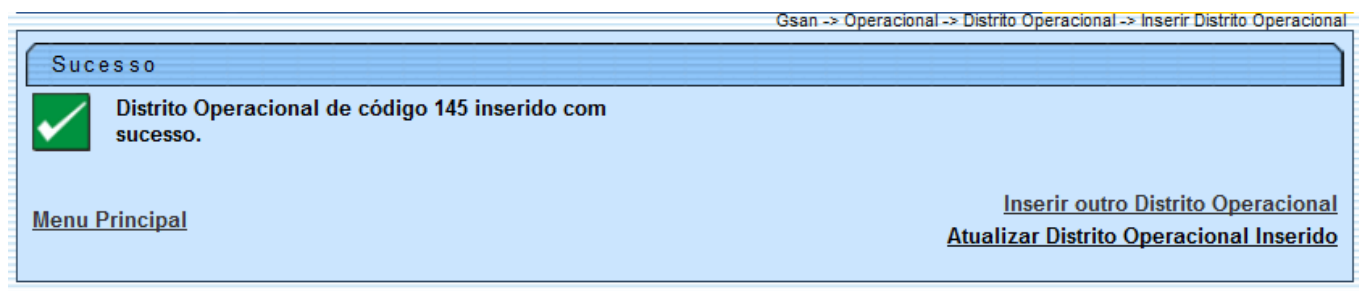 Gsan -> Operacional -> Distrito Operacional -> Inserir Distrito Operacional
Sucesso
Distrito Operacional de código 145 inserido com
sucesso.
Inserir outro Distrito Operacional
Menu Principal
Atualizar Distrito Operacional Inserido